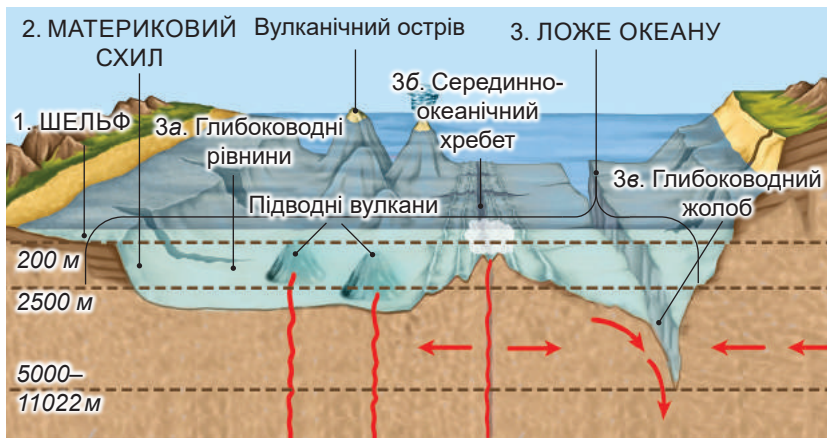 2. МАТЕРИКОВИЙ
СХИЛ
Вулканічний острів
3. ЛОЖЕ ОКЕАНУ
1. ШЕЛЬФ
3а. Глибоководні
рівнини
3б. Серединно-
океанічний
хребет
3в. Глибоководний
жолоб
Підводні вулкани
200 м
2500 м
5000–
11022 м